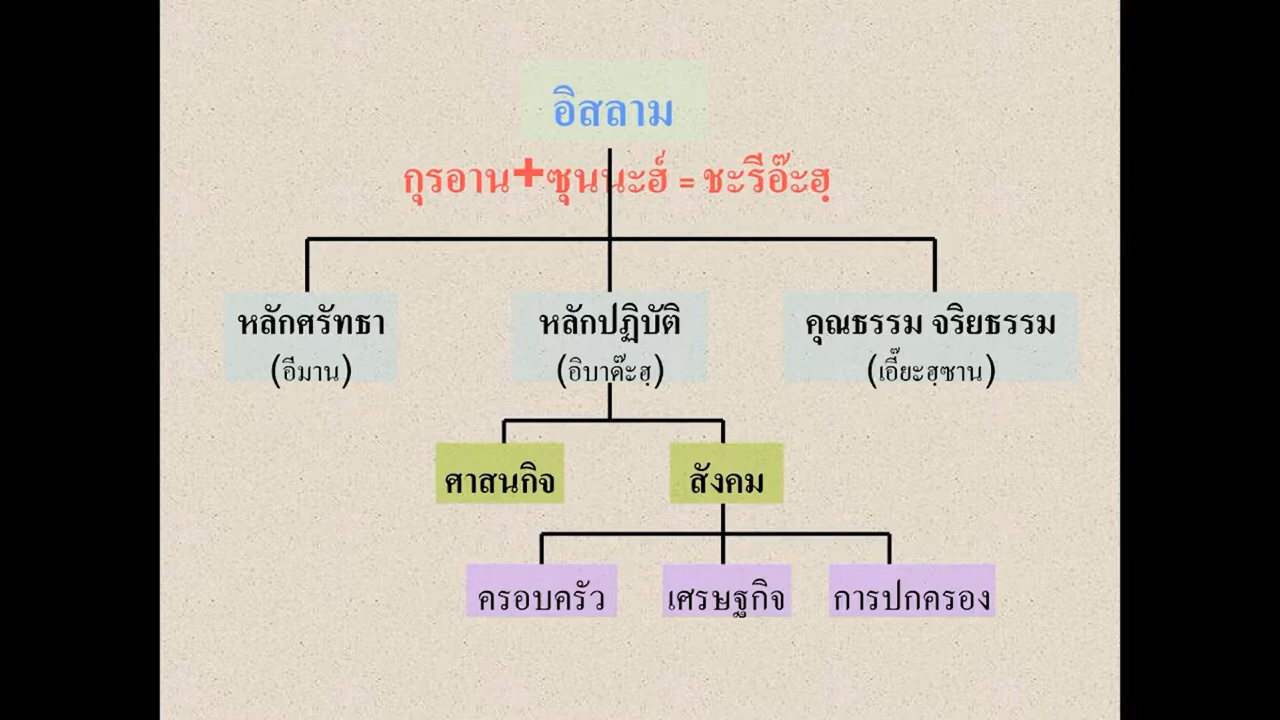 อิสลาม
กุรอาน+ซุนนะฮ์ = ชะรีอ๊ะฮฺ
หลักศรัทธา
(อีมาน)
หลักปฏิบัติ
(อิบาด๊ะฮฺ)
คุณธรรม จริยธรรม
(เอี๊ยะฮฺซาน)
ศาสนกิจ
สังคม
ครอบครัว
เศรษฐกิจ
การปกครอง